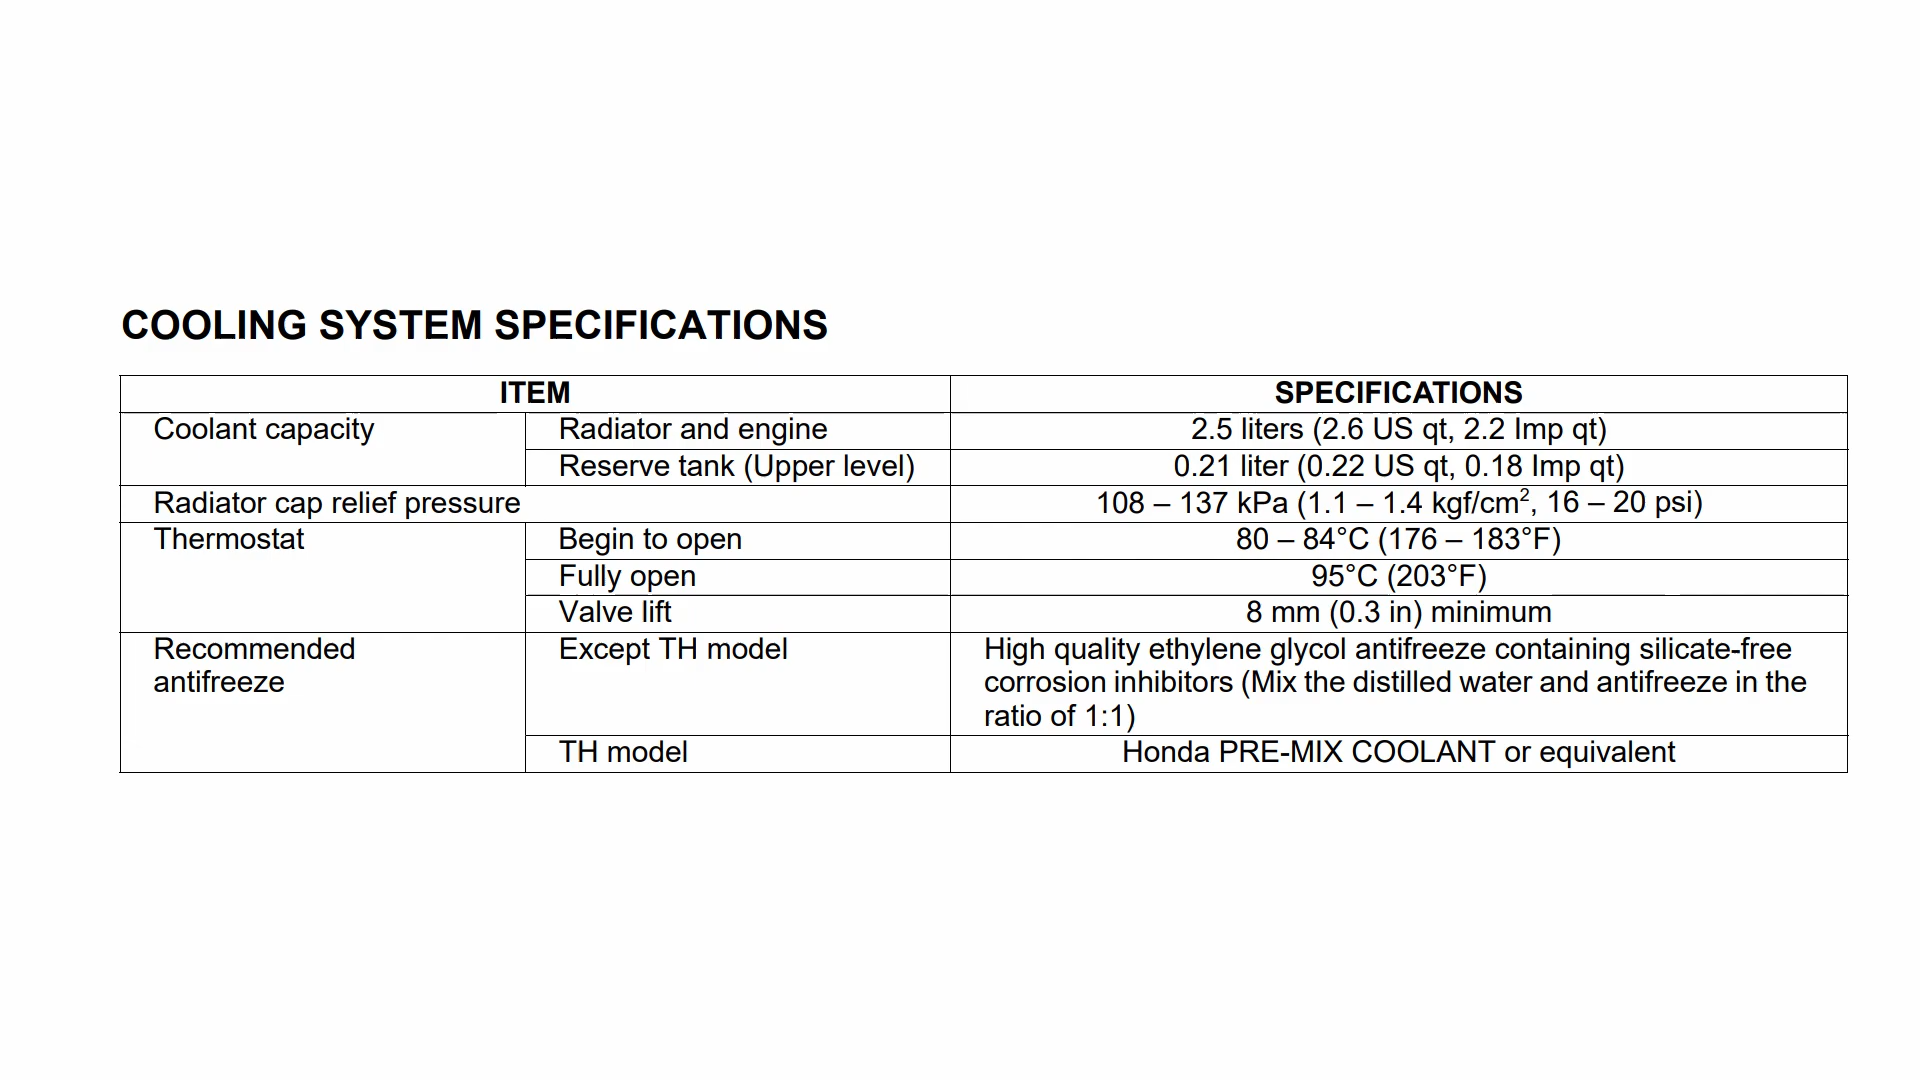 COOLING SYSTEM SPECIFICATIONS
ITEM SPECIFICATIONS
Coolant capacity Radiator and engine 2.5 liters (2.6 US qt, 2.2 Imp qt)
Reserve tank (Upper level) 0.21 liter (0.22 US qt, 0.18 Imp qt)
Radiator cap relief pressure 108 – 137 kPa (1.1 – 1.4 kgf/cm², 16 – 20 psi)
Thermostat Begin to open 80 – 84°C (176 – 183°F)
Fully open 95°C (203°F)
Valve lift 8 mm (0.3 in) minimum
Recommended Except TH model High quality ethylene glycol antifreeze containing silicate-free
antifreeze corrosion inhibitors (Mix the distilled water and antifreeze in the
ratio of 1:1)
TH model Honda PRE-MIX COOLANT or equivalent